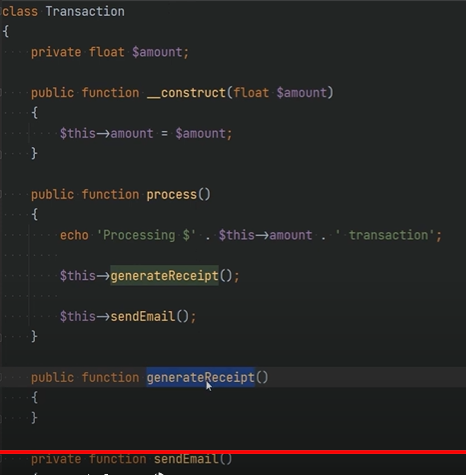 class Transaction
{
private float $amount;
public function __construct(float $amount)
{
$this->amount = $amount;
}
public function process()
{
echo 'Processing $' . $this->amount . ' transaction';
$this->generateReceipt();
$this->sendEmail();
}
public function generateReceipt()
{
}
private function sendEmail()